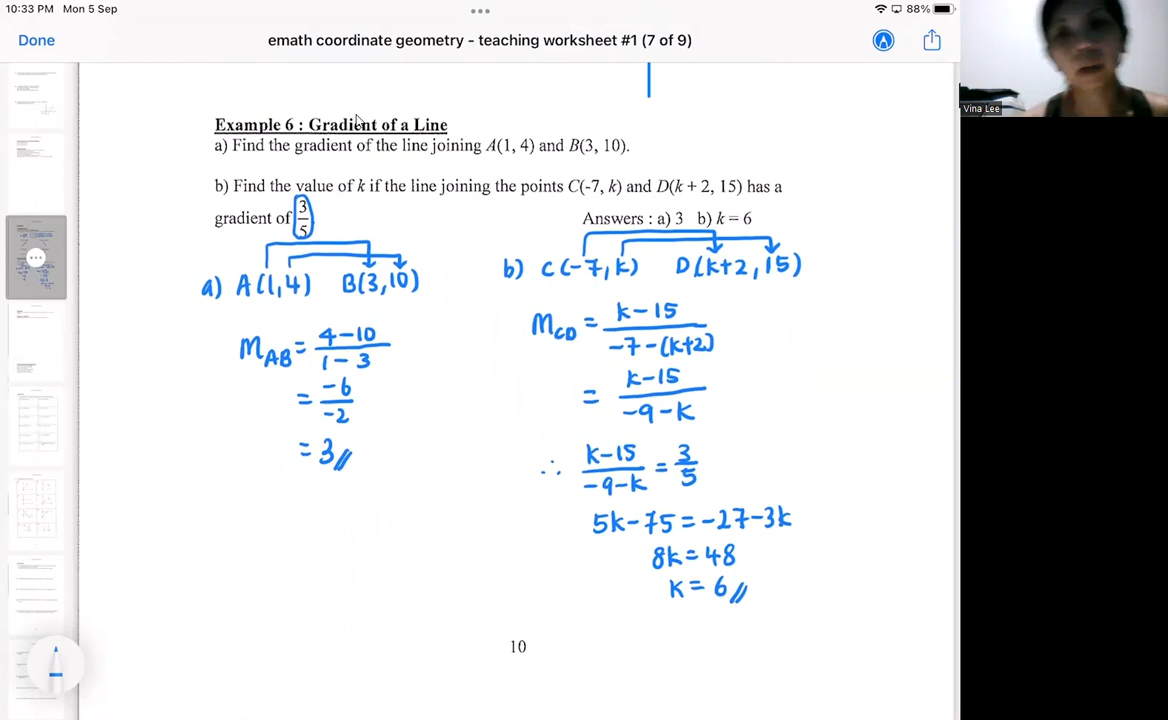 10:33 PM Mon 5 Sep
88%
Done
emath coordinate geometry - teaching worksheet #1 (7 of 9)
Vina Lee
Example 6 : Gradient of a Line
a) Find the gradient of the line joining A(1, 4) and B(3, 10).
b) Find the value of k if the line joining the points C(-7, k) and D(k + 2, 15) has a
gradient of 3/5
Answers : a) 3 b) k = 6
a) A(1,4) B(3,10)
M_AB = (4-10)/(1-3)
= -6/-2
= 3//
b) C(-7, k) D(k+2, 15)
M_CD = (k-15)/(-7-(k+2))
= (k-15)/(-9-k)
∴ (k-15)/(-9-k) = 3/5
5k-75 = -27-3k
8k = 48
k = 6//
10